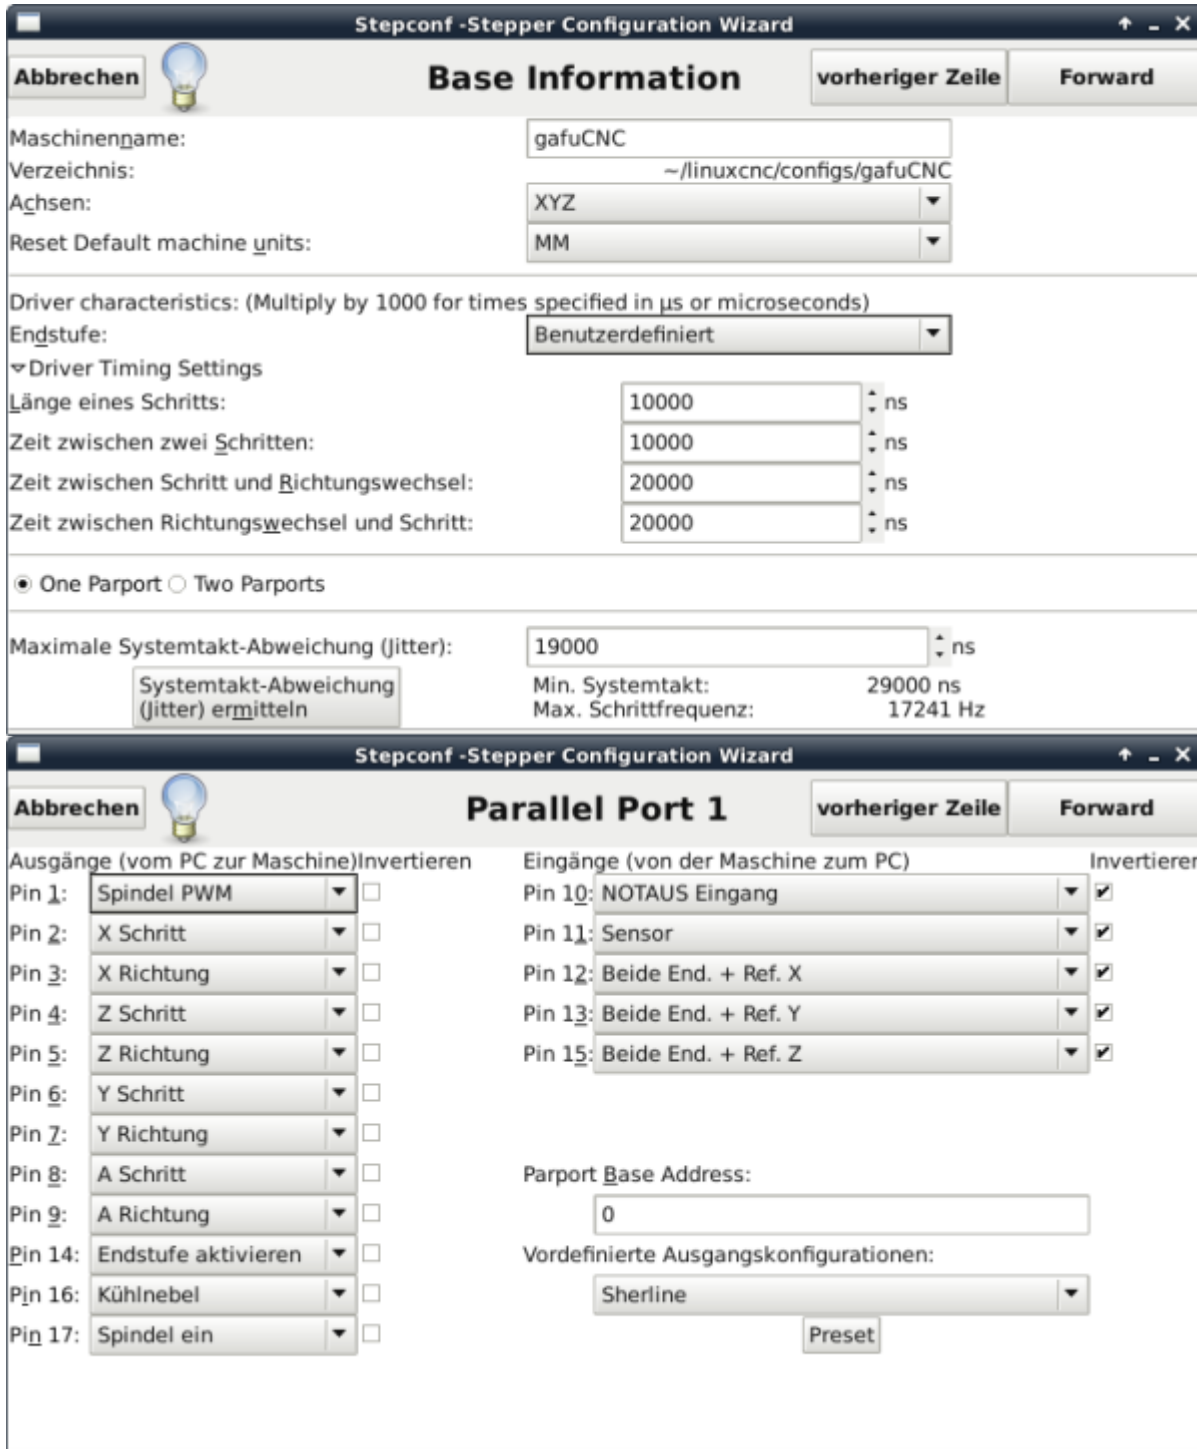 Stepconf -Stepper Configuration Wizard
Abbrechen Base Information vorheriger Zeile Forward
Maschinenname: gafuCNC
Verzeichnis: ~/linuxcnc/configs/gafuCNC
Achsen: XYZ
Reset Default machine units: MM
Driver characteristics: (Multiply by 1000 for times specified in µs or microseconds)
Endstufe: Benutzerdefiniert
Driver Timing Settings
Länge eines Schritts: 10000 ns
Zeit zwischen zwei Schritten: 10000 ns
Zeit zwischen Schritt und Richtungswechsel: 20000 ns
Zeit zwischen Richtungswechsel und Schritt: 20000 ns
One Parport Two Parports
Maximale Systemtakt-Abweichung (Jitter): 19000 ns
Systemtakt-Abweichung Min. Systemtakt: 29000 ns
(Jitter) ermitteln Max. Schrittfrequenz: 17241 Hz
Stepconf -Stepper Configuration Wizard
Abbrechen Parallel Port 1 vorheriger Zeile Forward
Ausgänge (vom PC zur Maschine) Invertieren Eingänge (von der Maschine zum PC) Invertieren
Pin 1: Spindel PWM Pin 10: NOTAUS Eingang
Pin 2: X Schritt Pin 11: Sensor
Pin 3: X Richtung Pin 12: Beide End. + Ref. X
Pin 4: Z Schritt Pin 13: Beide End. + Ref. Y
Pin 5: Z Richtung Pin 15: Beide End. + Ref. Z
Pin 6: Y Schritt
Pin 7: Y Richtung
Pin 8: A Schritt Parport Base Address:
Pin 9: A Richtung 0
Pin 14: Endstufe aktivieren Vordefinierte Ausgangskonfigurationen:
Pin 16: Kühlnebel Sherline
Pin 17: Spindel ein Preset